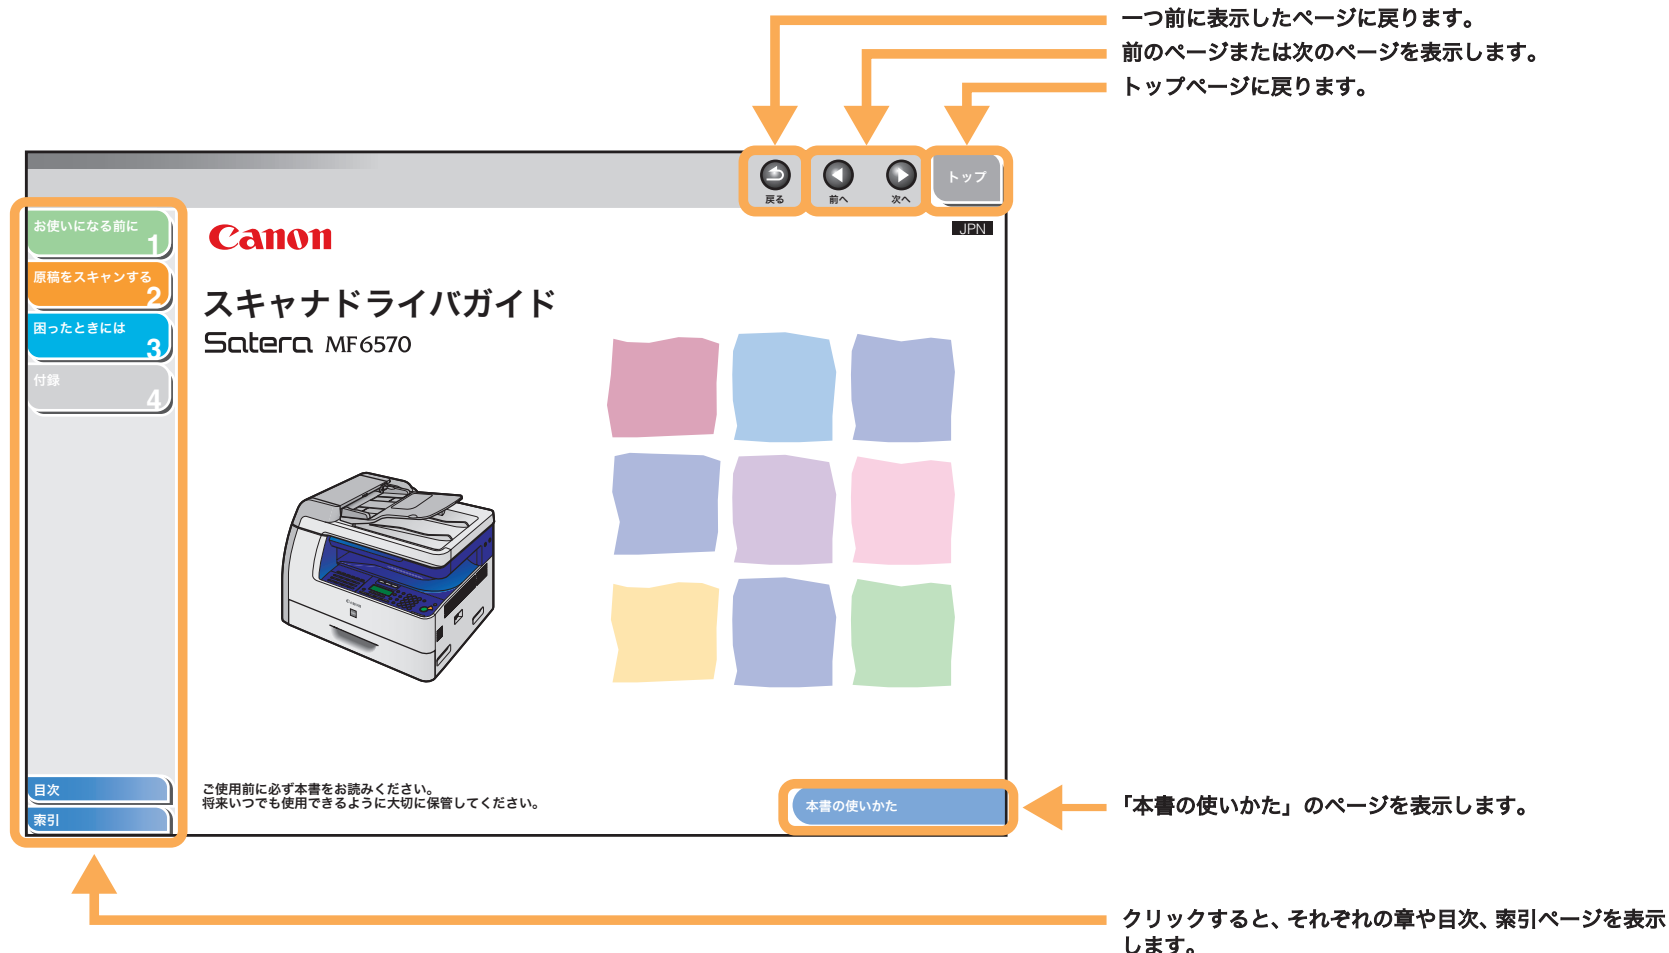 一つ前に表示したページに戻ります。
前のページまたは次のページを表示します。
トップページに戻ります。
戻る
前へ
次へ
トップ
お使いになる前に
1
原稿をスキャンする
2
困ったときには
3
付録
4
Canon
JPN
スキャナドライバガイド
Satera MF6570
Canon
ご使用前に必ず本書をお読みください。
将来いつでも使用できるように大切に保管してください。
目次
索引
本書の使いかた
「本書の使いかた」のページを表示します。
クリックすると、それぞれの章や目次、索引ページを表示
します。